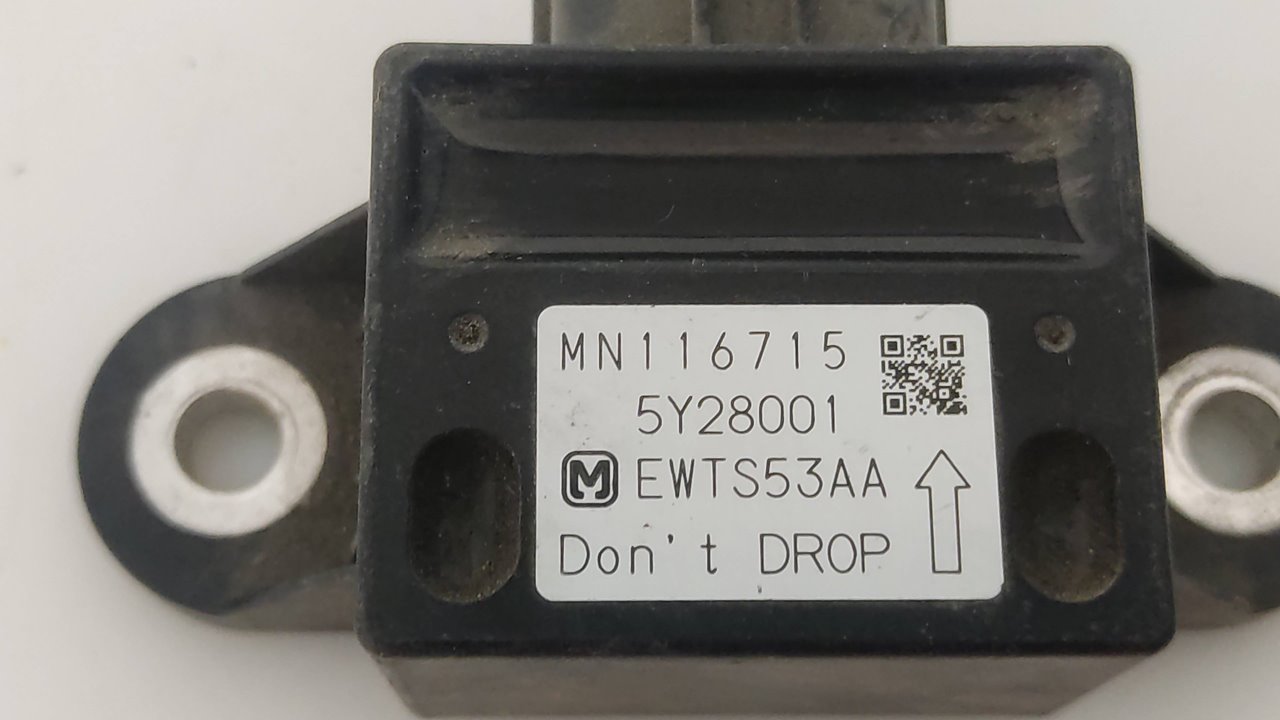 MN116715
5Y28001
M EWTS53AA
Don't DROP